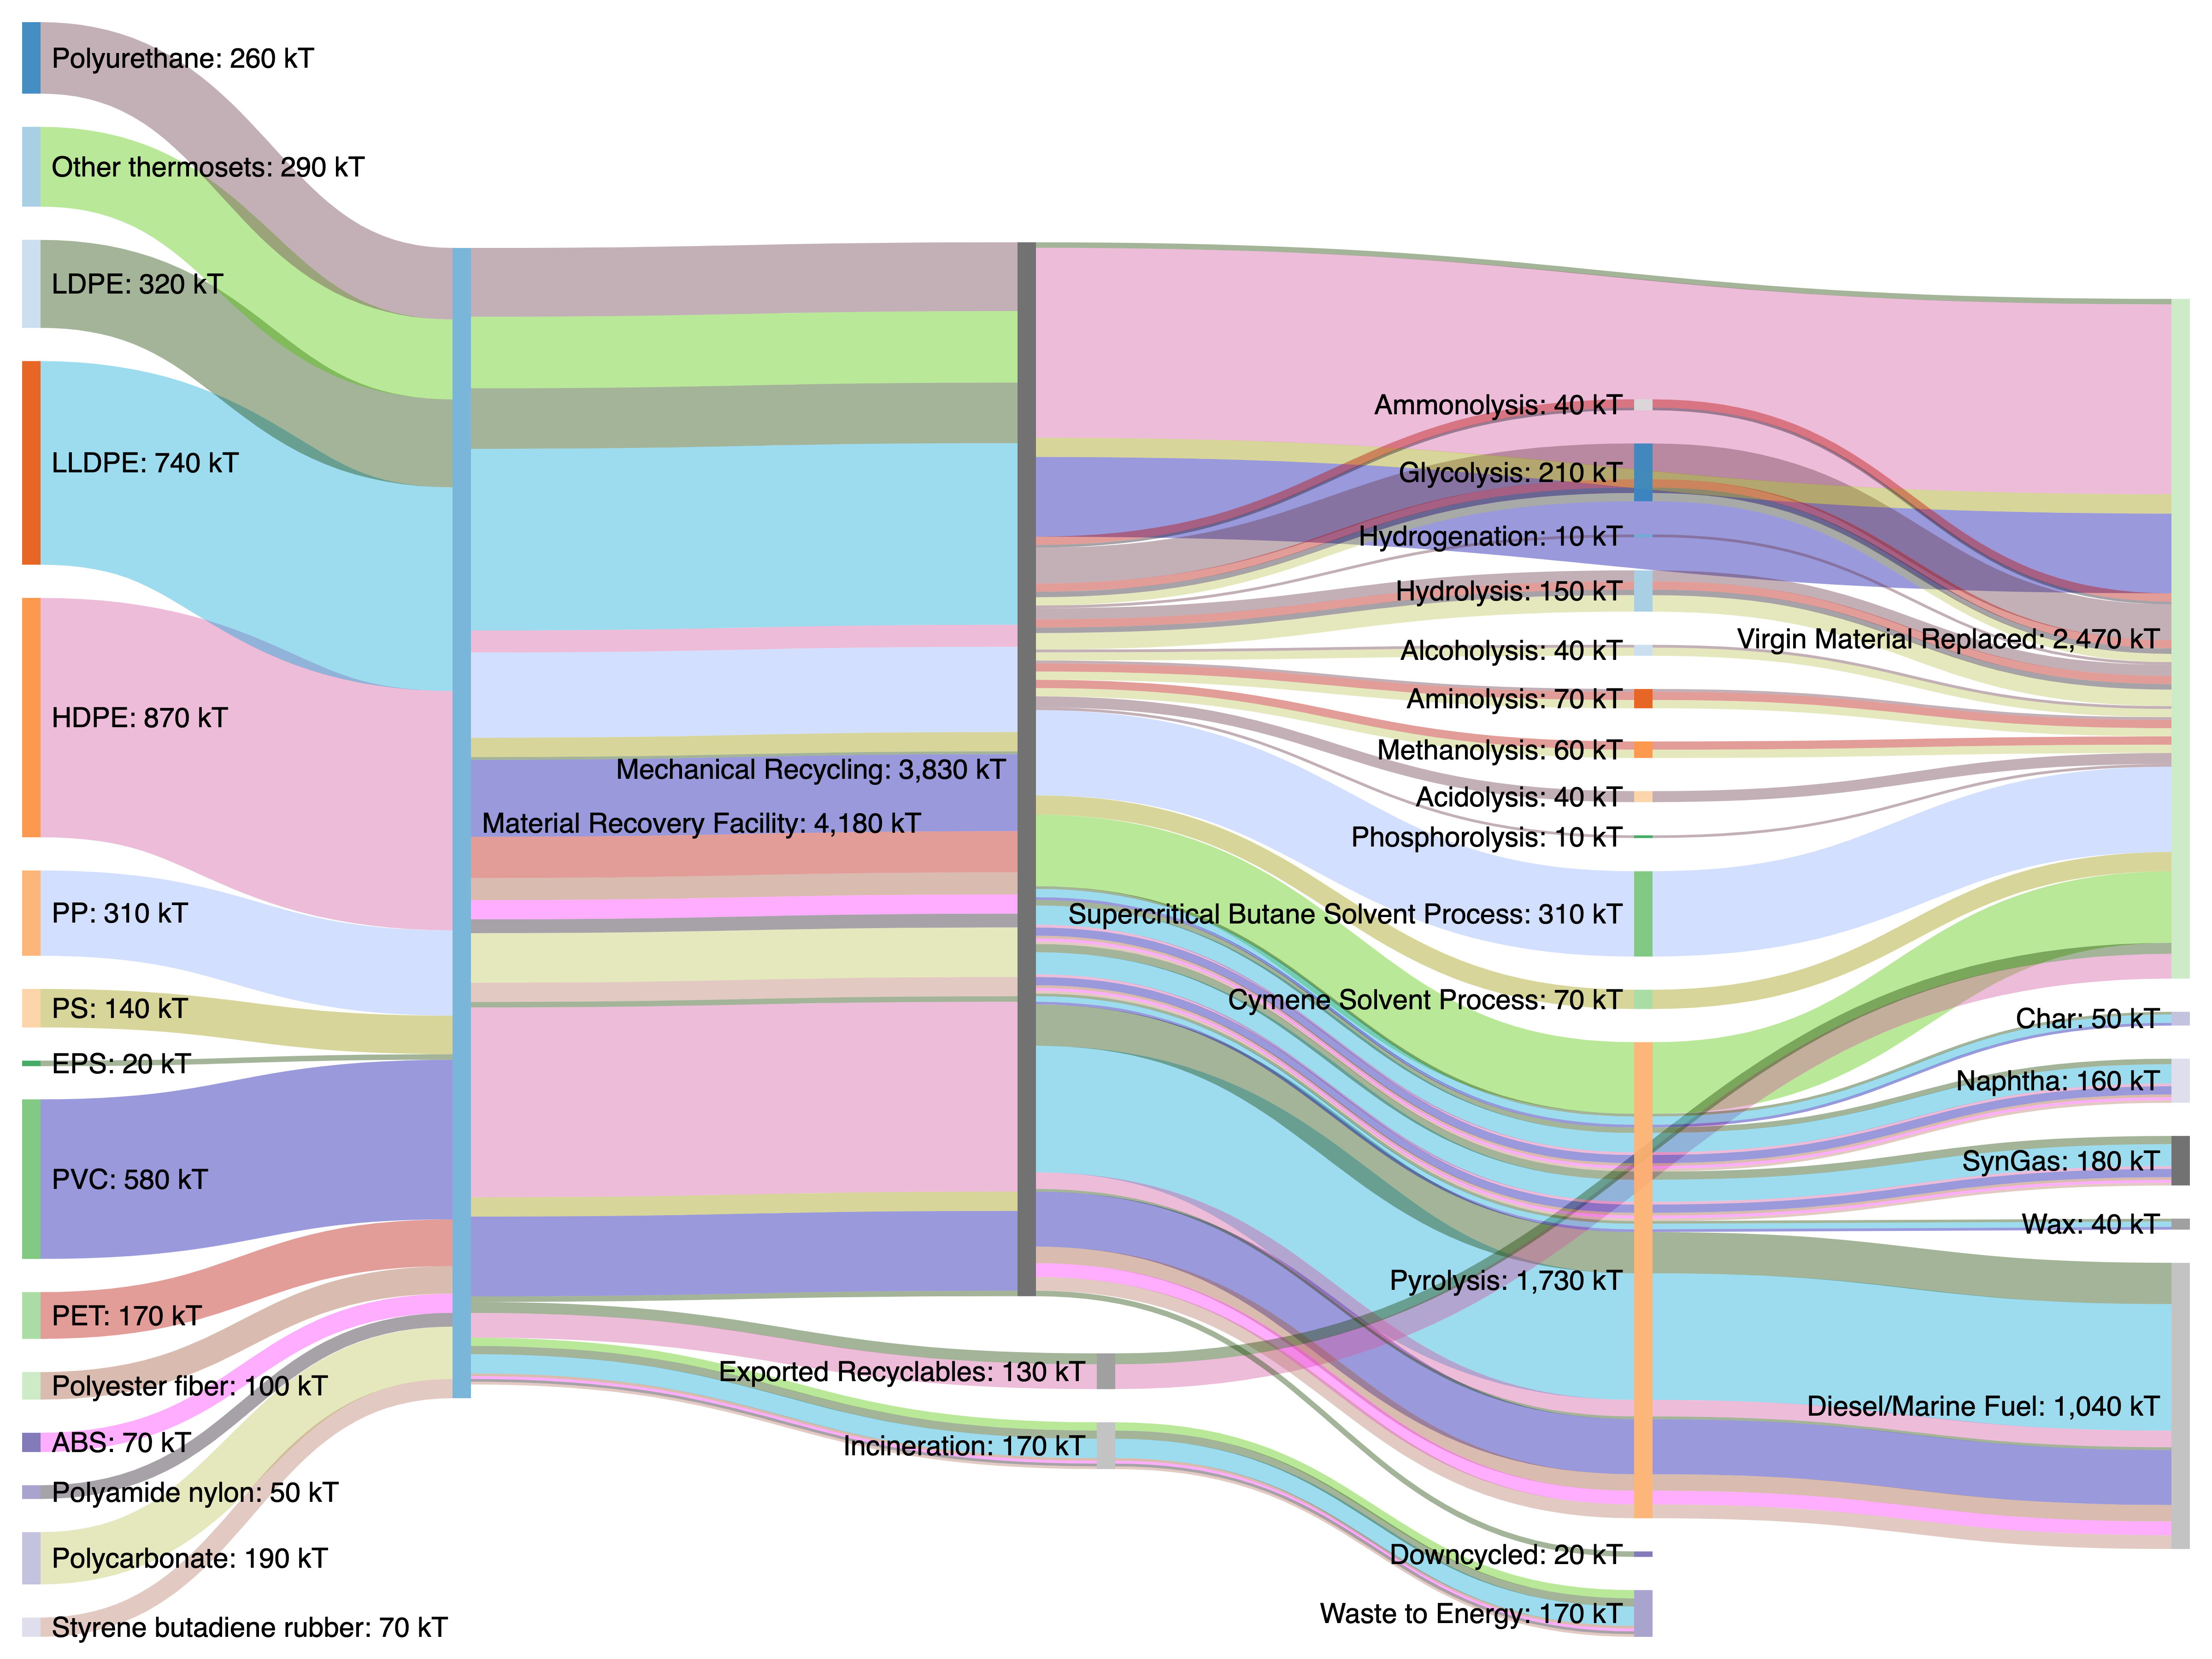 Polyurethane: 260 kT
Other thermosets: 290 kT
LDPE: 320 kT
LLDPE: 740 kT
HDPE: 870 kT
PP: 310 kT
PS: 140 kT
EPS: 20 kT
PVC: 580 kT
PET: 170 kT
Polyester fiber: 100 kT
ABS: 70 kT
Polyamide nylon: 50 kT
Polycarbonate: 190 kT
Styrene butadiene rubber: 70 kT
Material Recovery Facility: 4,180 kT
Mechanical Recycling: 3,830 kT
Exported Recyclables: 130 kT
Incineration: 170 kT
Ammonolysis: 40 kT
Glycolysis: 210 kT
Hydrogenation: 10 kT
Hydrolysis: 150 kT
Alcoholysis: 40 kT
Aminolysis: 70 kT
Methanolysis: 60 kT
Acidolysis: 40 kT
Phosphorolysis: 10 kT
Supercritical Butane Solvent Process: 310 kT
Cymene Solvent Process: 70 kT
Pyrolysis: 1,730 kT
Downcycled: 20 kT
Waste to Energy: 170 kT
Virgin Material Replaced: 2,470 kT
Char: 50 kT
Naphtha: 160 kT
SynGas: 180 kT
Wax: 40 kT
Diesel/Marine Fuel: 1,040 kT